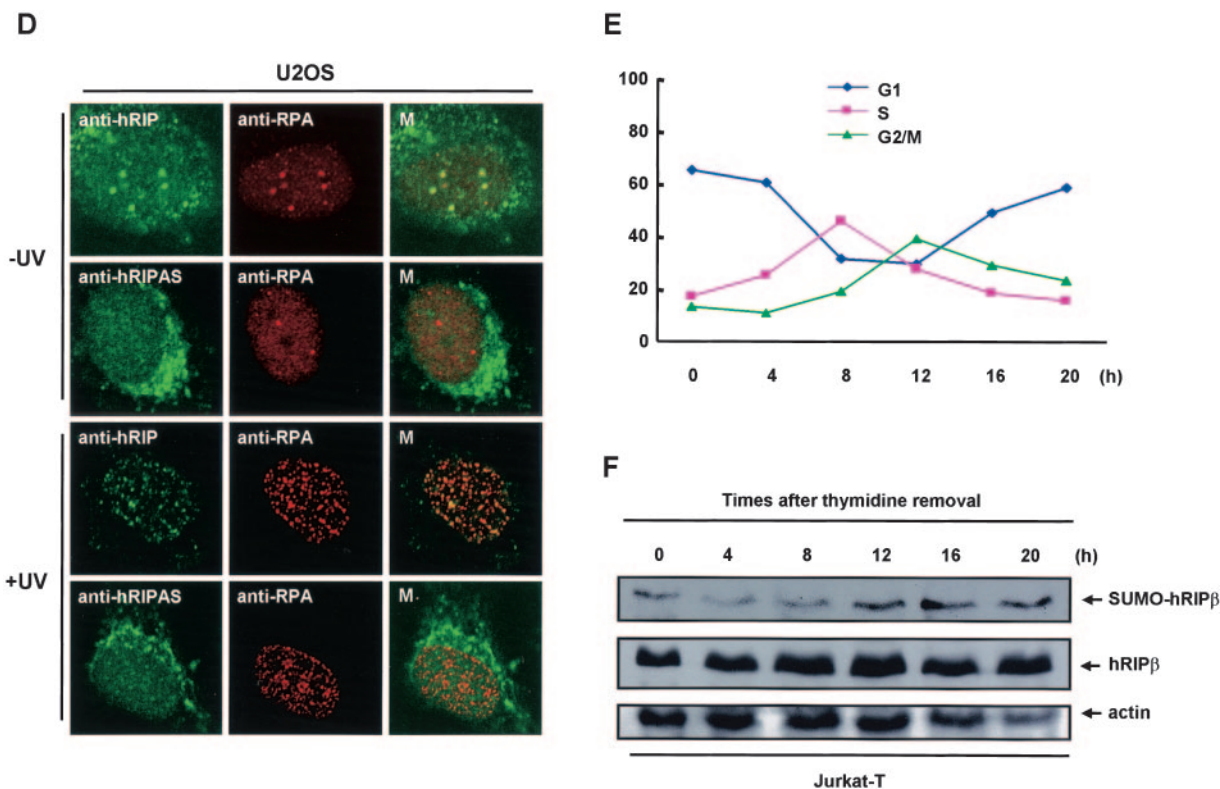 D
U2OS
-UV
anti-hRIP
anti-RPA
M
anti-hRIPAS
anti-RPA
M
+UV
anti-hRIP
anti-RPA
M
anti-hRIPAS
anti-RPA
M
E
100
80
60
40
20
0
G1
S
G2/M
0 4 8 12 16 20 (h)
F
Times after thymidine removal
0 4 8 12 16 20 (h)
SUMO-hRIPβ
hRIPβ
actin
Jurkat-T